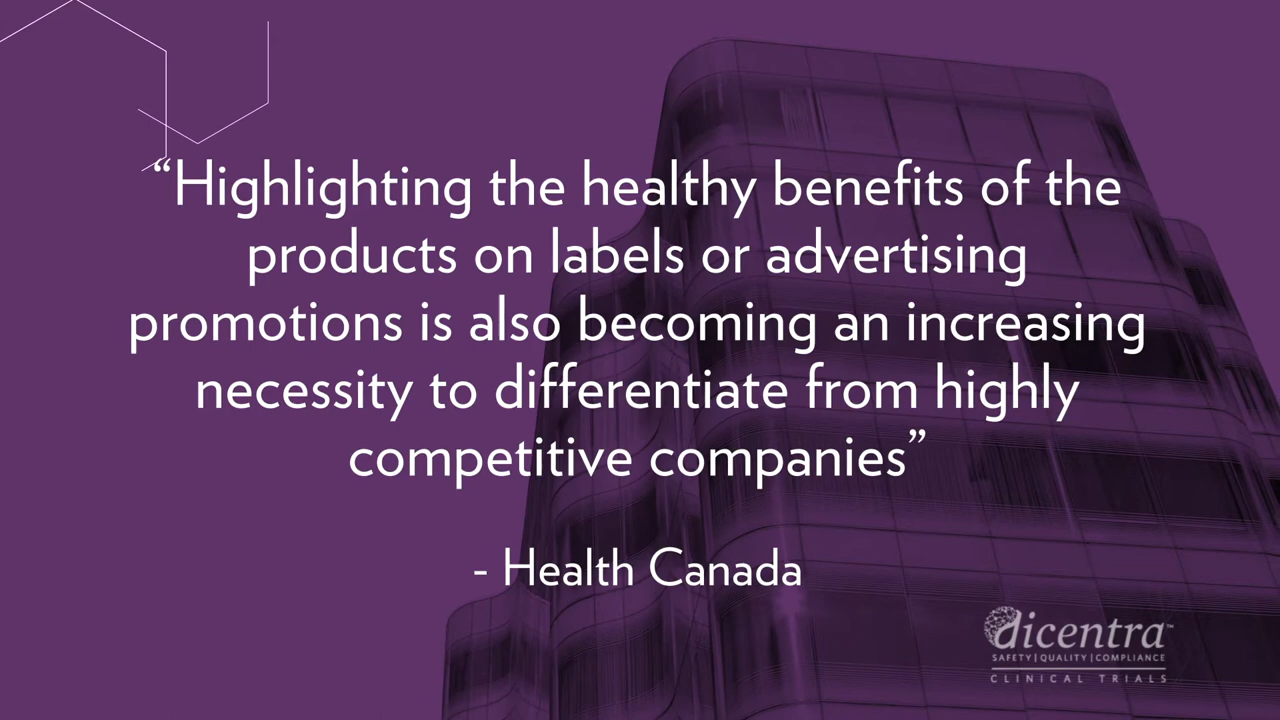 “Highlighting the healthy benefits of the
products on labels or advertising
promotions is also becoming an increasing
necessity to differentiate from highly
competitive companies”
- Health Canada
dicentra™
SAFETY|QUALITY|COMPLIANCE
CLINICAL TRIALS